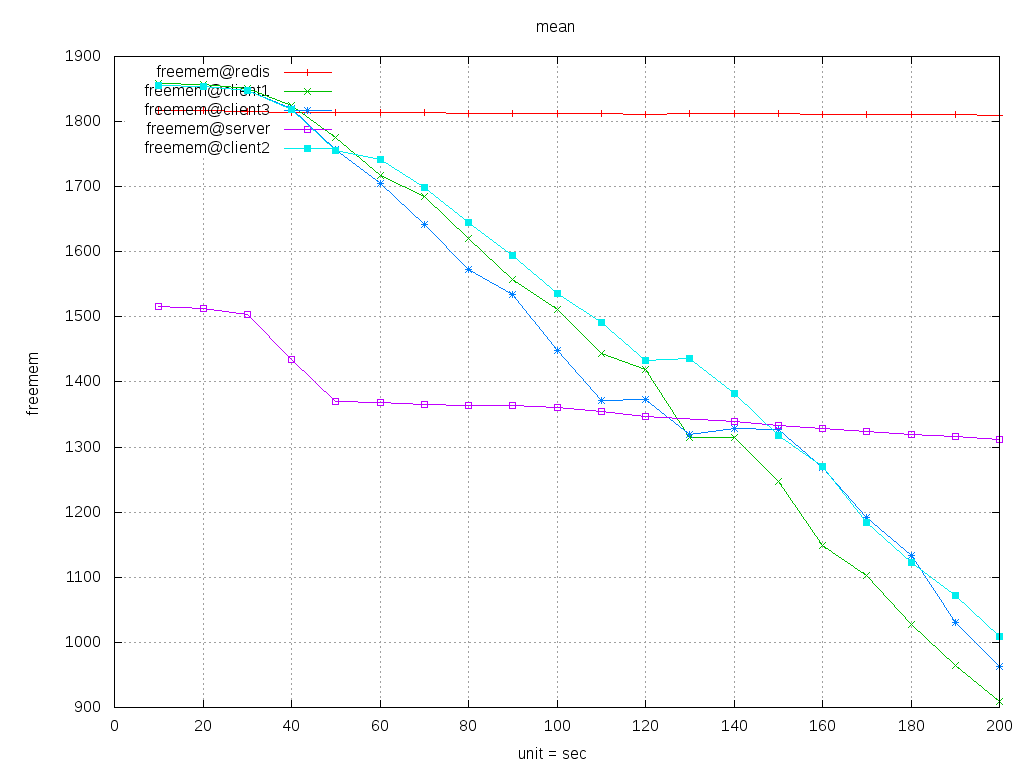 mean
1900
1800
1700
1600
1500
1400
1300
1200
1100
1000
900
freemem
freemem@redis
freemem@client1
freemem@client3
freemem@server
freemem@client2
0 20 40 60 80 100 120 140 160 180 200
unit = sec